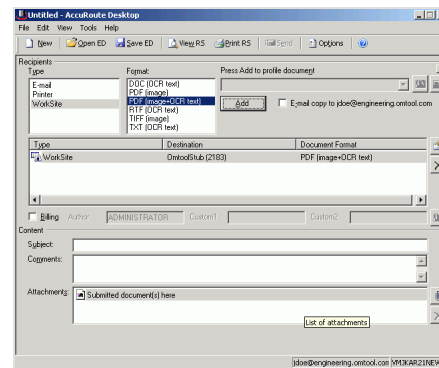 Untitled - AccuRoute Desktop
File Edit View Tools Help
New Open ED Save ED View RS Print RS Send Options
Recipients
Type Format: Press Add to profile document
E-mail
Printer
WorkSite
DOC (OCR text)
PDF (image)
PDF (image+OCR text)
RTF (OCR text)
TIFF (image)
TXT (OCR text)
Add E-mail copy to jdoe@engineering.omtool.com
Type Destination Document Format
WorkSite OmtoolStub (2183) PDF (image+OCR text)
Billing Author ADMINISTRATOR Custom1 Custom2
Content
Subject:
Comments:
Attachments: Submitted document(s) here
List of attachments
jdoe@engineering.omtool.com VMJKAR21NEW